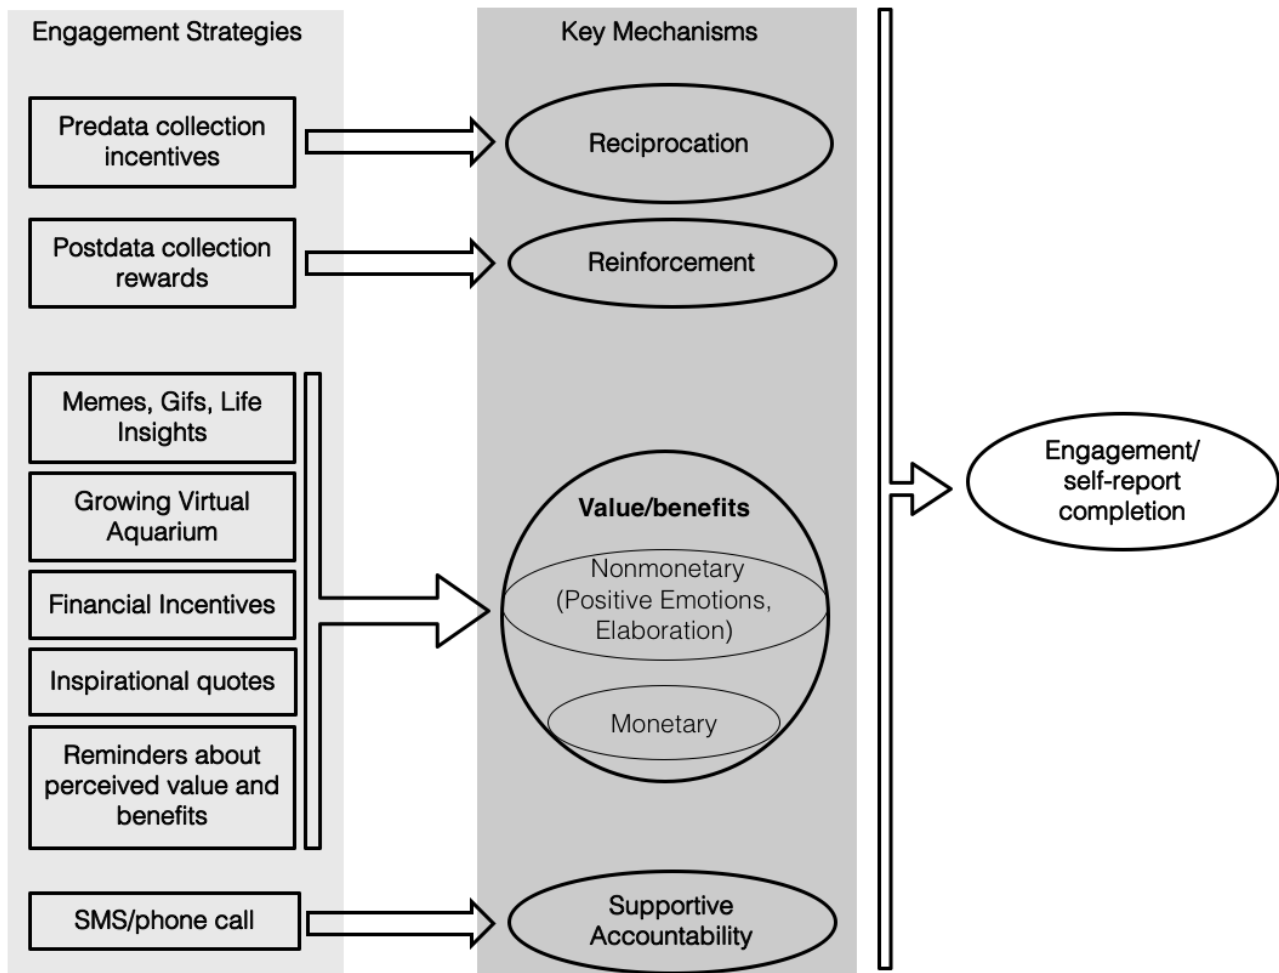 Engagement Strategies
Key Mechanisms
Predata collection
incentives
Reciprocation
Postdata collection
rewards
Reinforcement
Memes, Gifs, Life
Insights
Growing Virtual
Aquarium
Financial Incentives
Inspirational quotes
Reminders about
perceived value and
benefits
Value/benefits
Nonmonetary
(Positive Emotions,
Elaboration)
Monetary
SMS/phone call
Supportive
Accountability
Engagement/
self-report
completion